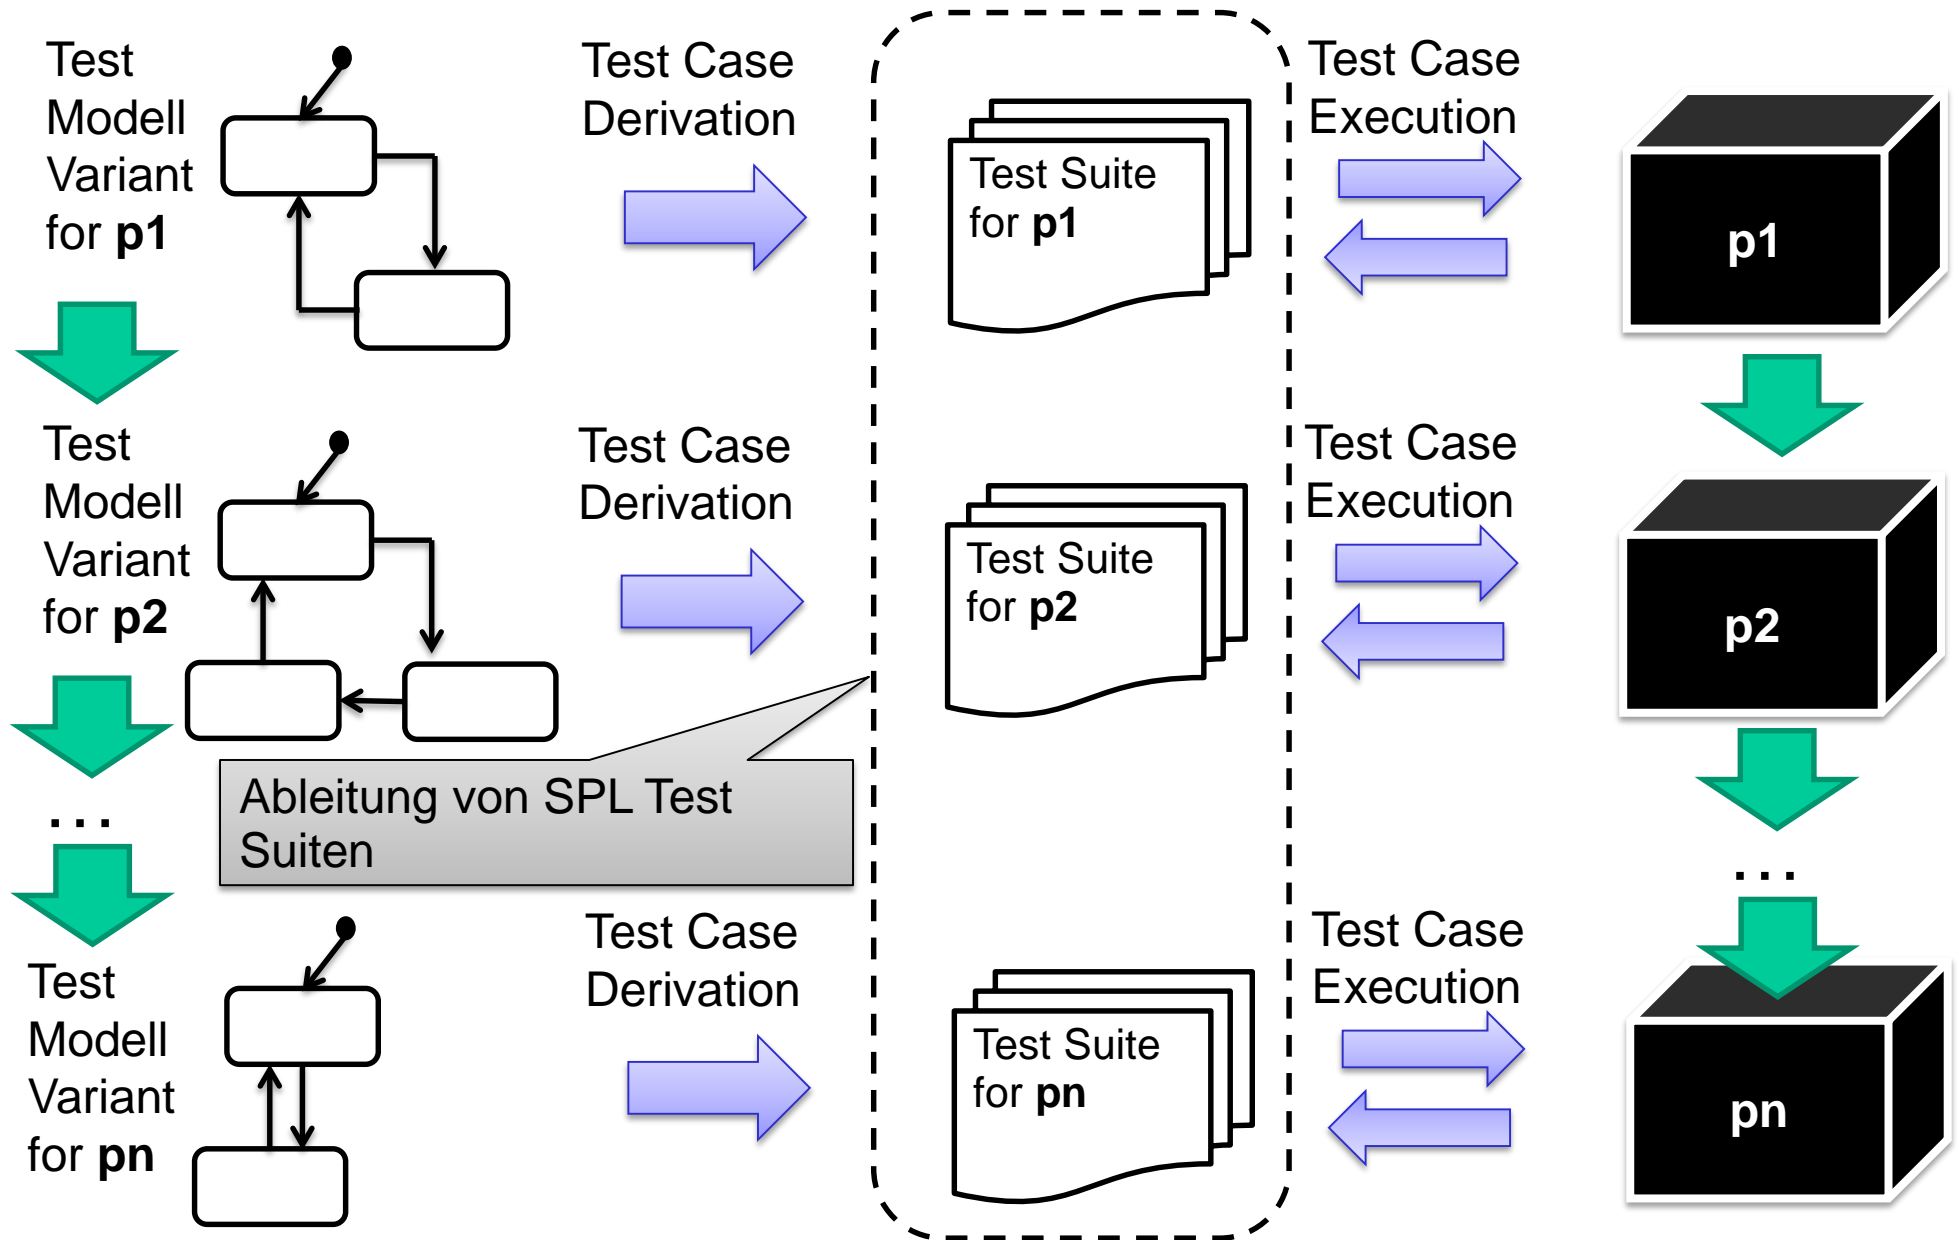 Test
Modell
Variant
for p1
Test Case
Derivation
Test Suite
for p1
Test Case
Execution
p1
Test
Modell
Variant
for p2
Test Case
Derivation
Test Suite
for p2
Test Case
Execution
p2
...
Ableitung von SPL Test
Suiten
...
Test
Modell
Variant
for pn
Test Case
Derivation
Test Suite
for pn
Test Case
Execution
pn